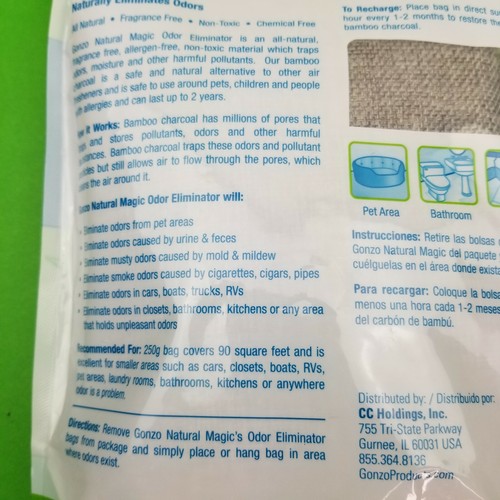 Naturally Eliminates Odors
All Natural • Fragrance Free • Non-Toxic • Chemical Free
Gonzo Natural Magic Odor Eliminator is an all-natural,
fragrance free, allergen-free, non-toxic material which traps
odors, moisture and other harmful pollutants. Our bamboo
charcoal is a safe and natural alternative to other air
fresheners and is safe to use around pets, children and people
with allergies and can last up to 2 years.
How it Works: Bamboo charcoal has millions of pores that
and stores pollutants, odors and other harmful
Bamboo charcoal traps these odors and pollutant
but still allows air to flow through the pores, which
the air around it.
Gonzo Natural Magic Odor Eliminator will:
• Eliminate odors from pet areas
• Eliminate odors caused by urine & feces
• Eliminate musty odors caused by mold & mildew
• Eliminate smoke odors caused by cigarettes, cigars, pipes
• Eliminate odors in cars, boats, trucks, RVs
• Eliminate odors in closets, bathrooms, kitchens or any area
that holds unpleasant odors
Recommended For: 250g bag covers 90 square feet and is
excellent for smaller areas such as cars, closets, boats, RVs,
pet areas, laundry rooms, bathrooms, kitchens or anywhere
odor is a problem.
Directions: Remove Gonzo Natural Magic's Odor Eliminator
bags from package and simply place or hang bag in area
where odors exist.
To Recharge: Place bag in direct
hour every 1-2 months to restore
bamboo charcoal.
Pet Area
Bathroom
Instrucciones: Retire las bolsas
Gonzo Natural Magic del paquete
cuélguelas en el área donde
Para recargar: Coloque la
menos una hora cada 1-2 meses
del carbón de bambú.
Distributed by: / Distribuido por:
CC Holdings, Inc.
755 Tri-State Parkway
Gurnee, IL 60031 USA
855.364.8136
GonzoProducts.com